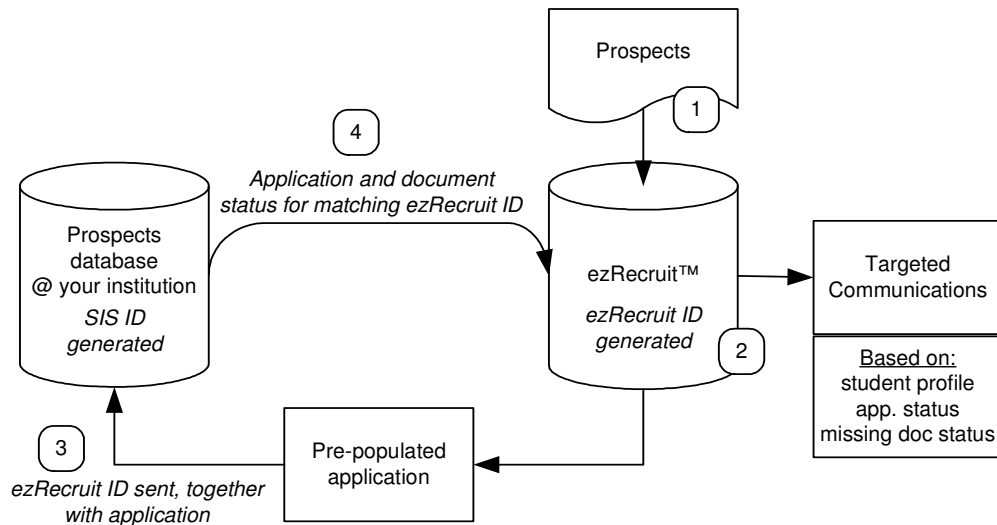 Prospects
1
4
Application and document
status for matching ezRecruit ID
Prospects
database
@ your institution
SIS ID
generated
ezRecruit™
ezRecruit ID
generated
2
Targeted
Communications
Based on:
student profile
app. status
missing doc status
Pre-populated
application
3
ezRecruit ID sent, together
with application